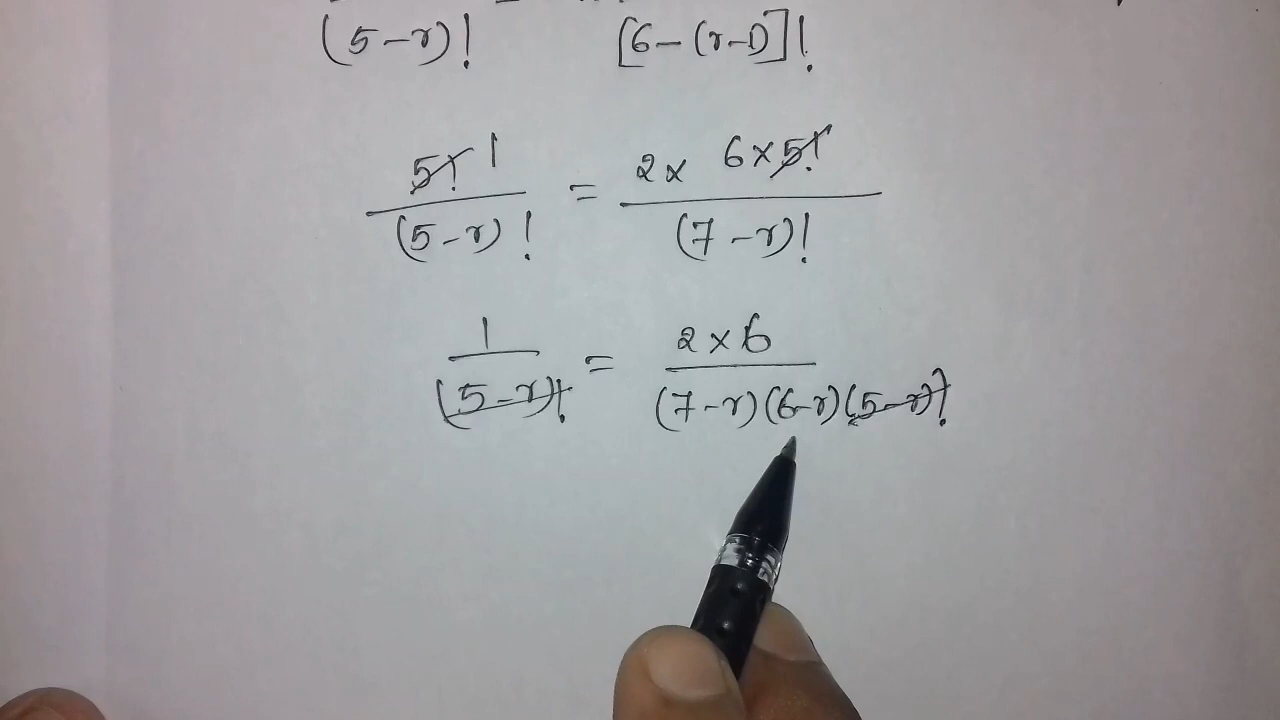 (5-r)! [6-(r-1)]!
5! 1 = 2 x 6 x 5!
(5-r)! (7-r)!
1 = 2 x 6
(5-r)! (7-r)(6-r)(5-r)!